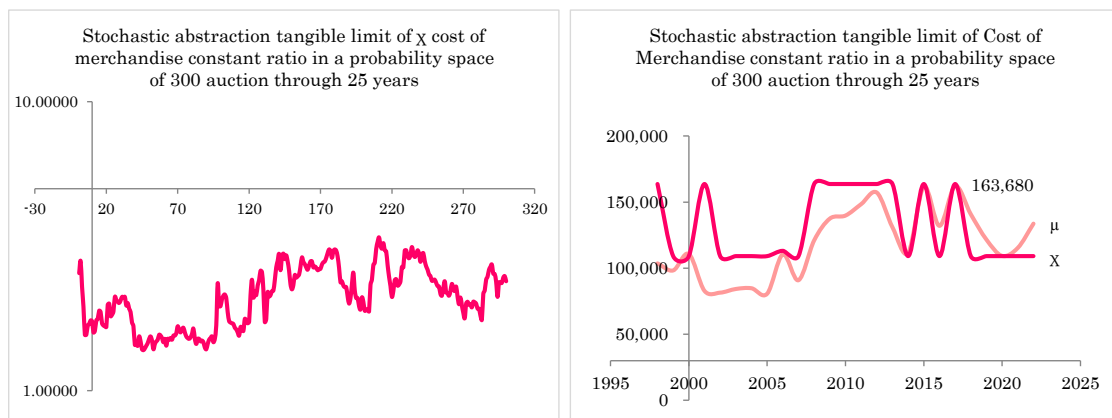 Stochastic abstraction tangible limit of χ cost of
merchandise constant ratio in a probability space
of 300 auction through 25 years
10.00000
-30 20 70 120 170 220 270 320
1.00000
Stochastic abstraction tangible limit of Cost of
Merchandise constant ratio in a probability space
of 300 auction through 25 years
200,000
163,680
150,000
µ
X
100,000
50,000
1995 2000 2005 2010 2015 2020 2025
0